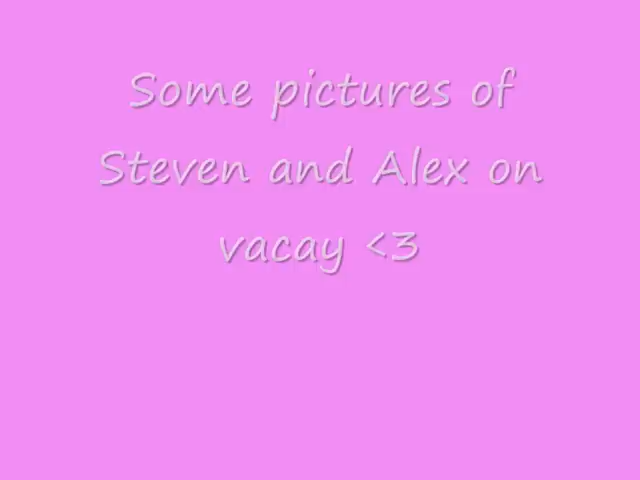 Some pictures of
Steven and Alex on
vacay <3